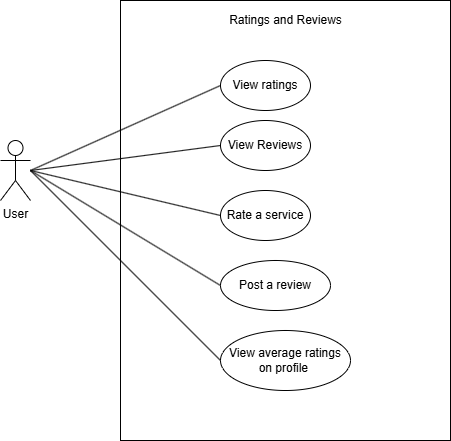 Ratings and Reviews
View ratings
View Reviews
User
Rate a service
Post a review
View average ratings
on profile